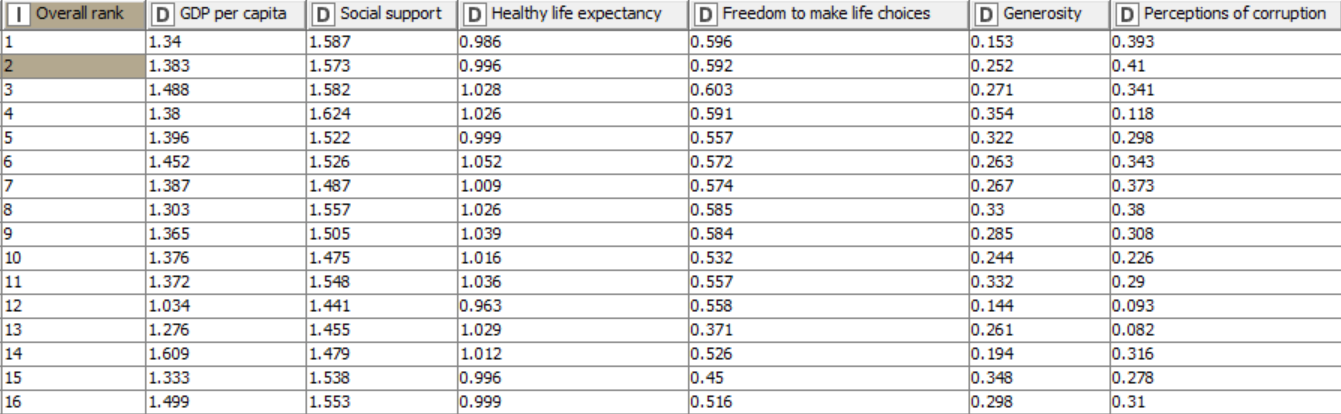 I Overall rank D GDP per capita D Social support D Healthy life expectancy D Freedom to make life choices D Generosity D Perceptions of corruption
1 1.34 1.587 0.986 0.596 0.153 0.393
2 1.383 1.573 0.996 0.592 0.252 0.41
3 1.488 1.582 1.028 0.603 0.271 0.341
4 1.38 1.624 1.026 0.591 0.354 0.118
5 1.396 1.522 0.999 0.557 0.322 0.298
6 1.452 1.526 1.052 0.572 0.263 0.343
7 1.387 1.487 1.009 0.574 0.267 0.373
8 1.303 1.557 1.026 0.585 0.33 0.38
9 1.365 1.505 1.039 0.584 0.285 0.308
10 1.376 1.475 1.016 0.532 0.244 0.226
11 1.372 1.548 1.036 0.557 0.332 0.29
12 1.034 1.441 0.963 0.558 0.144 0.093
13 1.276 1.455 1.029 0.371 0.261 0.082
14 1.609 1.479 1.012 0.526 0.194 0.316
15 1.333 1.538 0.996 0.45 0.348 0.278
16 1.499 1.553 0.999 0.516 0.298 0.31